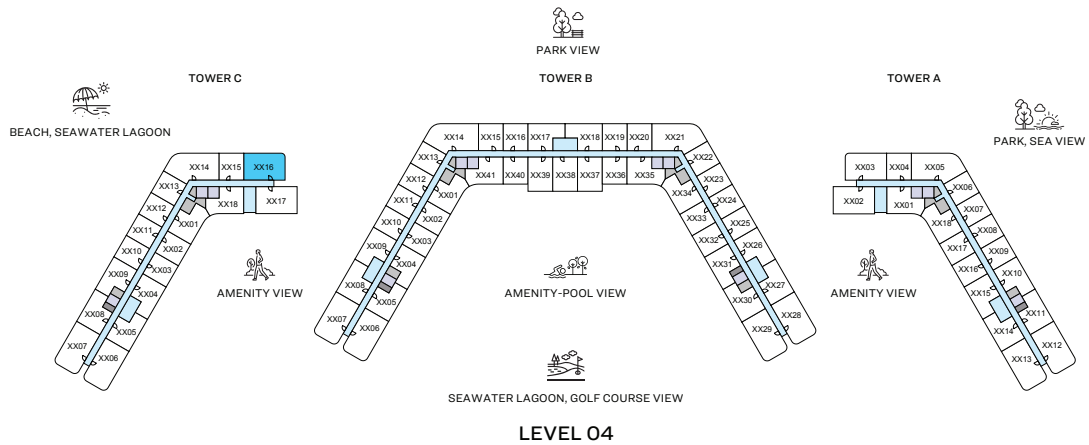 PARK VIEW
TOWER C
TOWER B
TOWER A
BEACH, SEAWATER LAGOON
PARK, SEA VIEW
XX14
XX15
XX16
XX13
XX18
XX17
XX12
XX01
XX11
XX02
XX10
XX03
XX09
XX04
XX08
XX05
XX07
XX06
XX14
XX15
XX16
XX17
XX18
XX19
XX20
XX21
XX13
XX41
XX40
XX39
XX38
XX37
XX36
XX35
XX22
XX12
XX01
XX34
XX23
XX11
XX02
XX33
XX24
XX10
XX03
XX32
XX25
XX09
XX04
XX31
XX26
XX08
XX05
XX30
XX27
XX07
XX06
XX29
XX28
XX03
XX04
XX05
XX02
XX01
XX06
XX18
XX07
XX17
XX08
XX16
XX09
XX15
XX10
XX14
XX11
XX13
XX12
AMENITY VIEW
AMENITY-POOL VIEW
AMENITY VIEW
SEAWATER LAGOON, GOLF COURSE VIEW
LEVEL 04